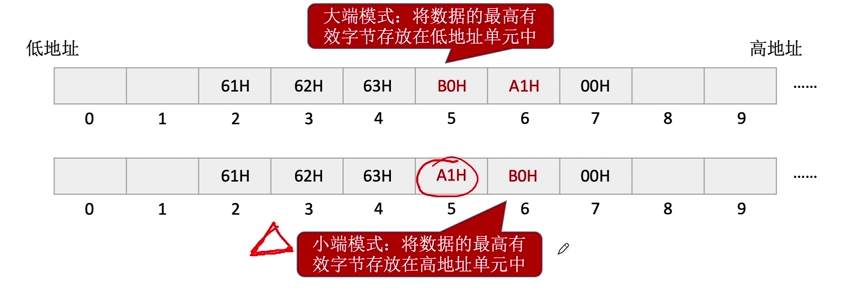 大端模式：将数据的最高有
效字节存放在低地址单元中
低地址
高地址
61H 62H 63H B0H A1H 00H ……
0 1 2 3 4 5 6 7 8 9
61H 62H 63H A1H B0H 00H ……
0 1 2 3 4 5 6 7 8 9
小端模式：将数据的最高有
效字节存放在高地址单元中